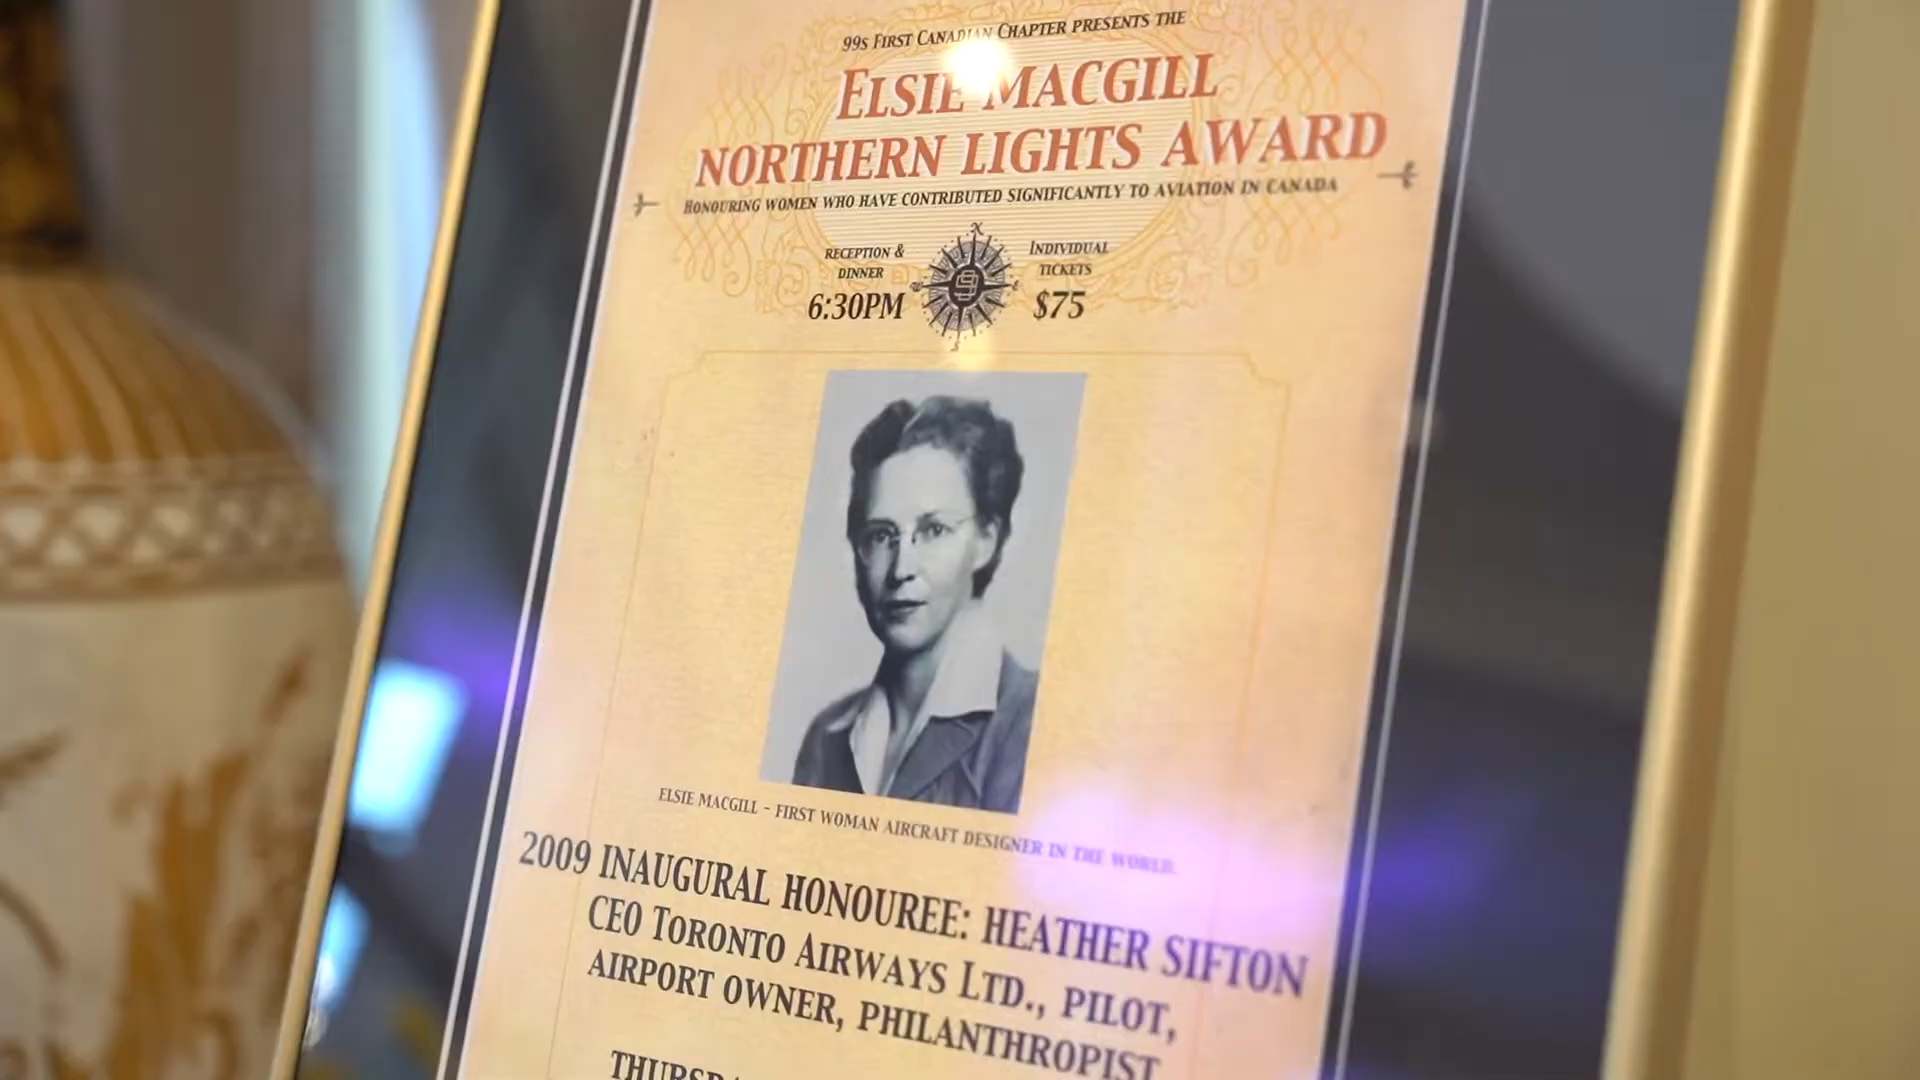 99s First Canadian Chapter presents the
Elsie MacGill
Northern Lights Award
Honouring women who have contributed significantly to aviation in Canada
Reception &
Dinner
6:30PM
N
W
E
S
99
Individual
Tickets
$75
Elsie MacGill - First woman aircraft designer in the world.
2009 Inaugural Honouree: Heather Sifton
CEO Toronto Airways Ltd., pilot,
airport owner, philanthropist